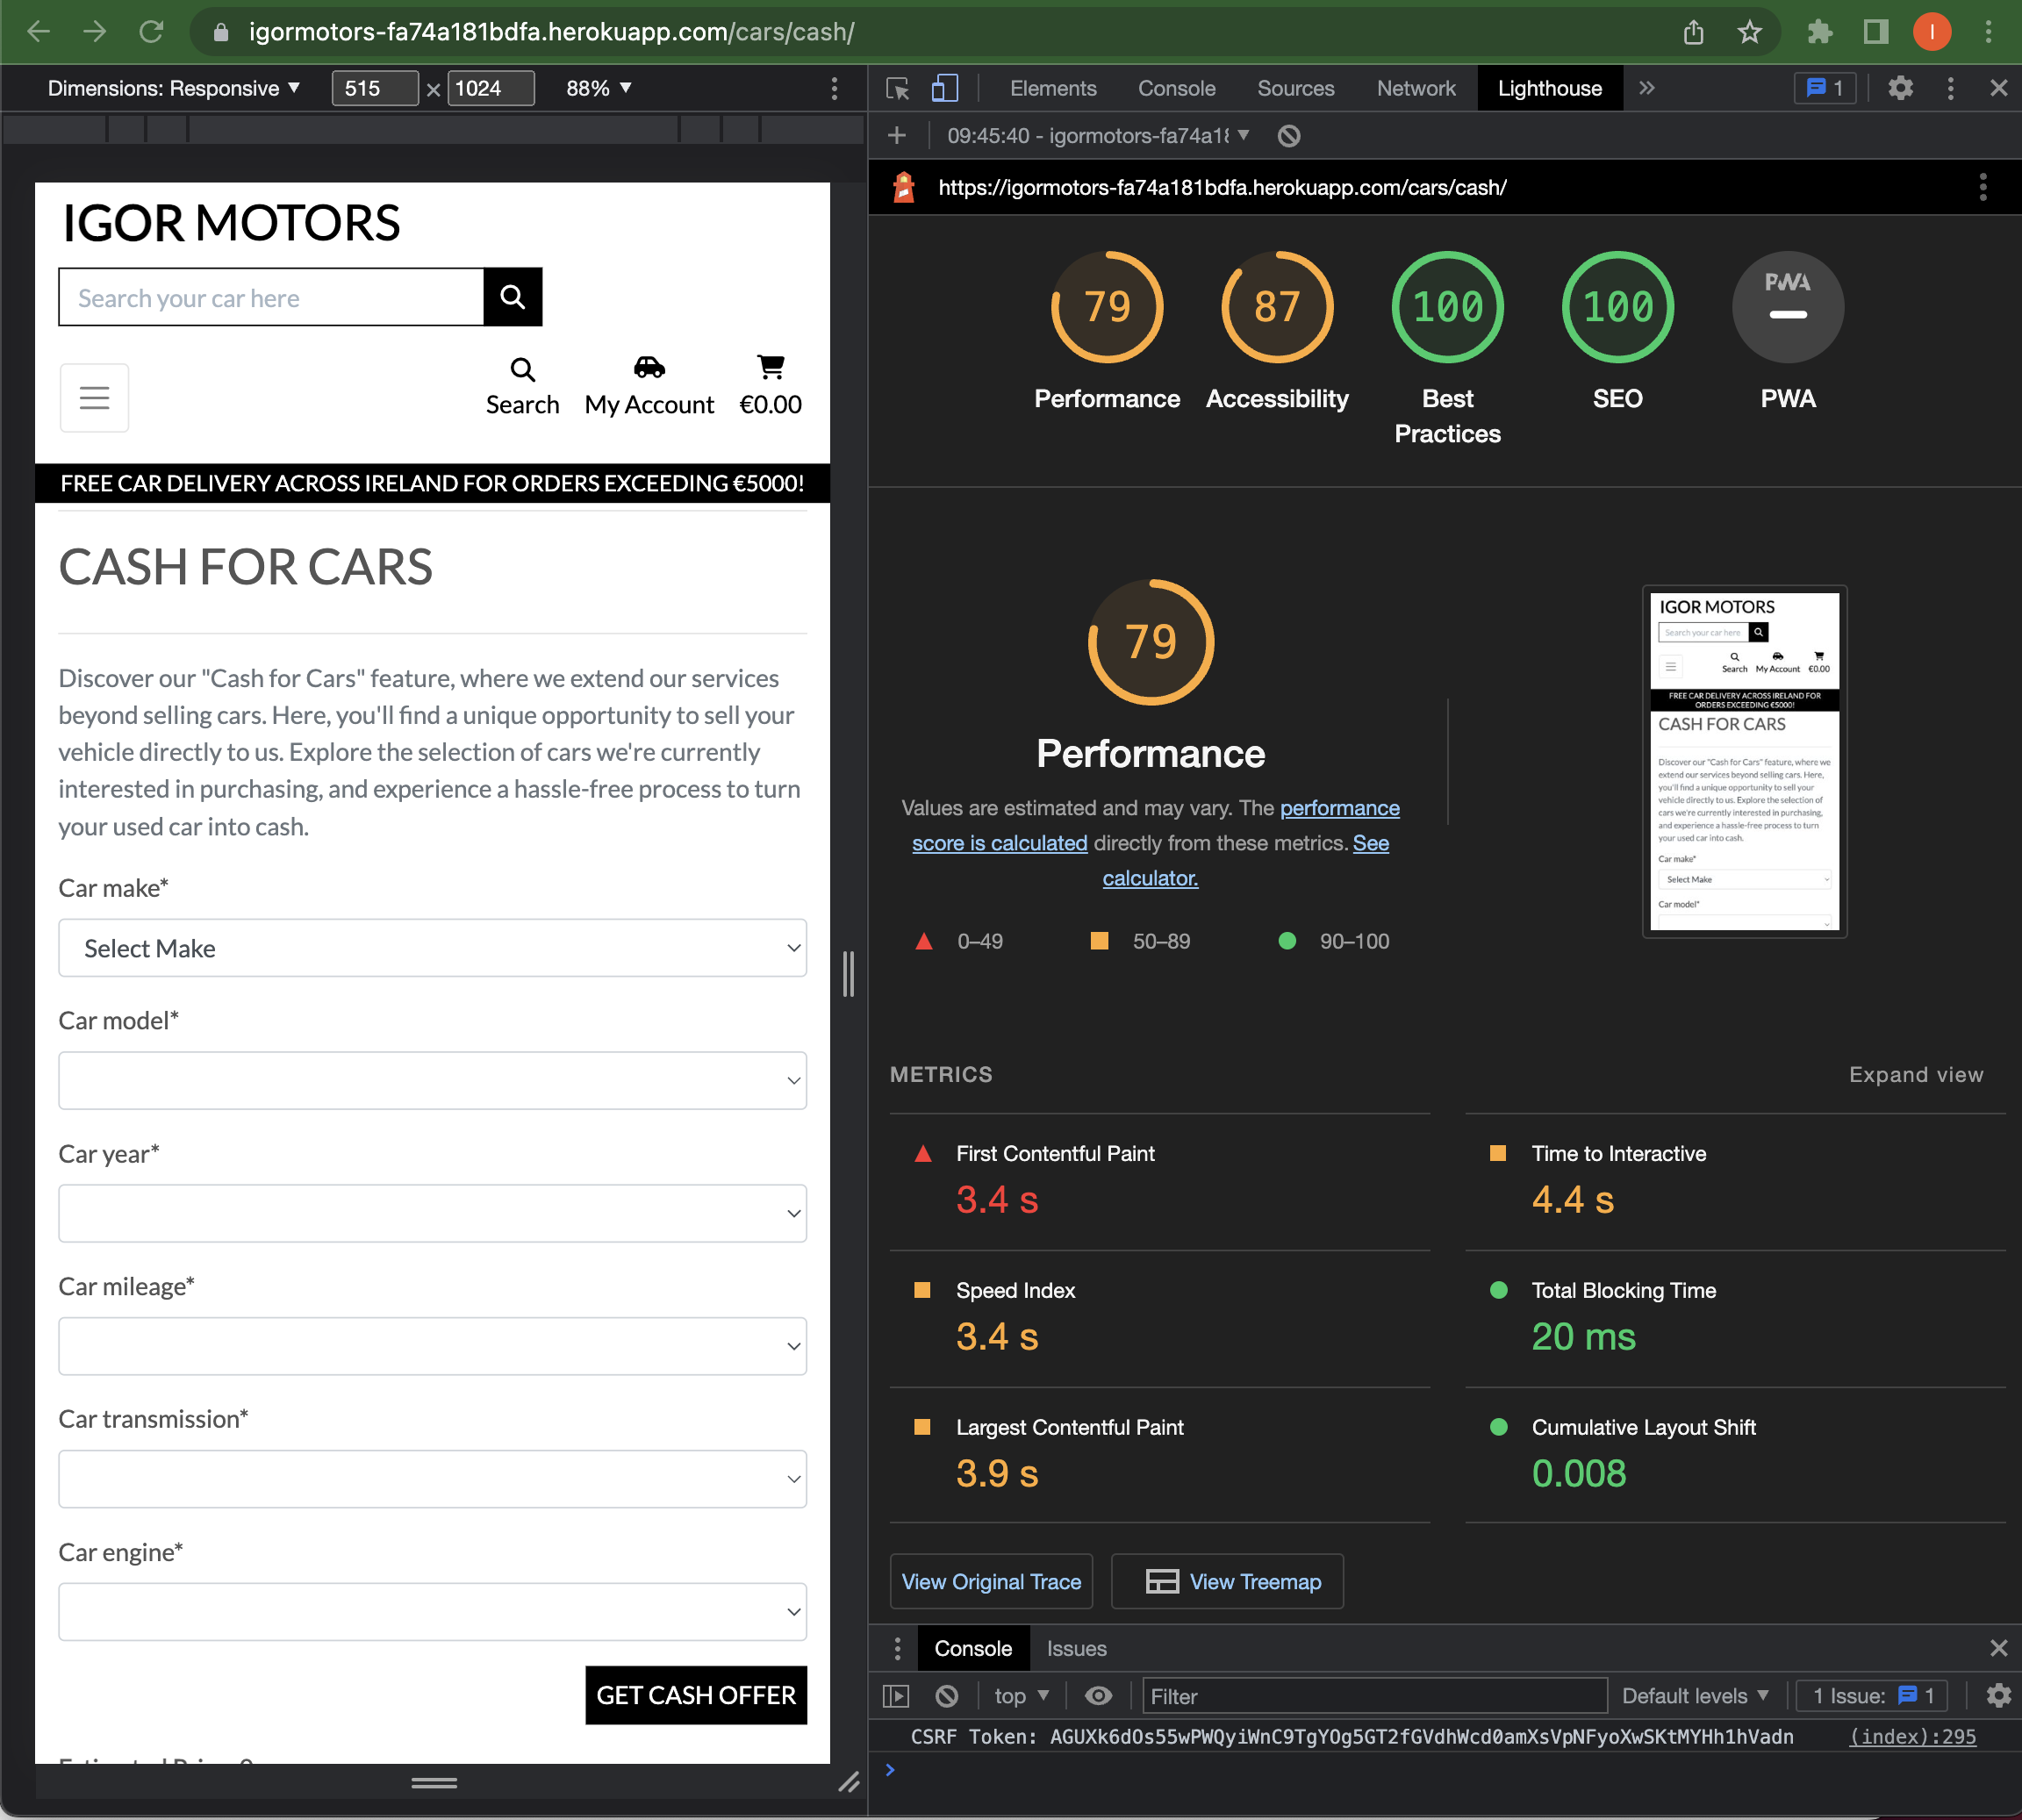 igormotors-fa74a181bdfa.herokuapp.com/cars/cash/
I
Dimensions: Responsive ▼ 515 × 1024 88% ▼
Elements Console Sources Network Lighthouse » 1
09:45:40 - igormotors-fa74a18 ▼
https://igormotors-fa74a181bdfa.herokuapp.com/cars/cash/
IGOR MOTORS
Search your car here
Search My Account €0.00
FREE CAR DELIVERY ACROSS IRELAND FOR ORDERS EXCEEDING €5000!
CASH FOR CARS
Discover our "Cash for Cars" feature, where we extend our services
beyond selling cars. Here, you'll find a unique opportunity to sell your
vehicle directly to us. Explore the selection of cars we're currently
interested in purchasing, and experience a hassle-free process to turn
your used car into cash.
Car make*
Select Make
Car model*
Car year*
Car mileage*
Car transmission*
Car engine*
GET CASH OFFER
79 87 100 100 PWA
Performance Accessibility Best Practices SEO PWA
79
Performance
Values are estimated and may vary. The performance
score is calculated directly from these metrics. See
calculator.
0–49 50–89 90–100
IGOR MOTORS
Search your car here
Search My Account €0.00
FREE CAR DELIVERY ACROSS IRELAND FOR
ORDERS EXCEEDING €5000!
CASH FOR CARS
Discover our "Cash for Cars" feature, where we
extend our services beyond selling cars. Here,
you'll find a unique opportunity to sell your
vehicle directly to us. Explore the selection of
cars we're currently interested in purchasing,
and experience a hassle-free process to turn
your used car into cash.
Car make*
Select Make
Car model*
METRICS Expand view
First Contentful Paint
3.4 s
Time to Interactive
4.4 s
Speed Index
3.4 s
Total Blocking Time
20 ms
Largest Contentful Paint
3.9 s
Cumulative Layout Shift
0.008
View Original Trace View Treemap
Console Issues
top ▼ Filter Default levels ▼ 1 Issue: 1
CSRF Token: AGUXk6dOs55wPWQyiWnC9TgYOg5GT2fGVdhWcd0amXsVpNFyoXwSKtMYHh1hVadn (index):295